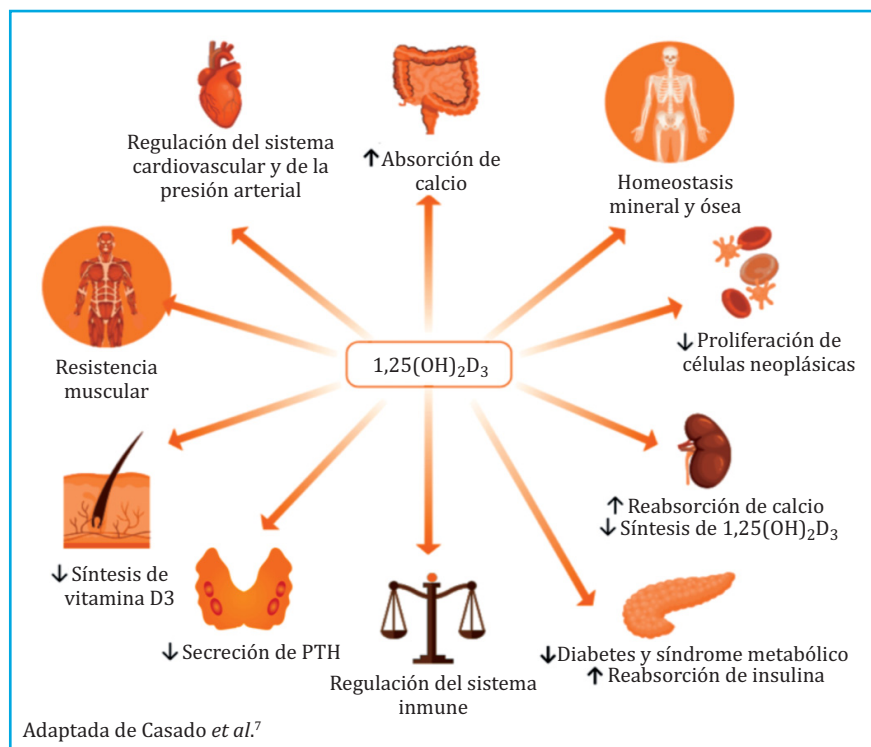 Regulación del sistema
cardiovascular y de la
presión arterial
↑ Absorción de
calcio
Homeostasis
mineral y ósea
↓ Proliferación de
células neoplásicas
Resistencia
muscular
1,25(OH)₂D₃
↑ Reabsorción de calcio
↓ Síntesis de 1,25(OH)₂D₃
↓ Síntesis de
vitamina D3
↓ Secreción de PTH
Regulación del sistema
inmune
↓Diabetes y síndrome metabólico
↑ Reabsorción de insulina
Adaptada de Casado et al.⁷